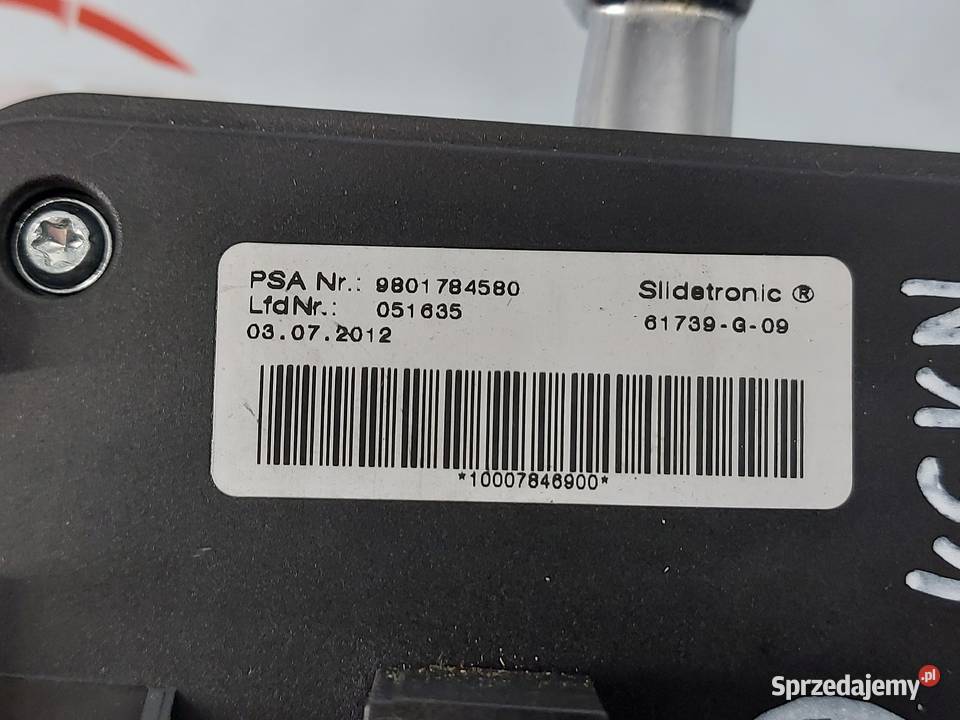 PSA Nr.: 9801784580
LfdNr.: 051635
03.07.2012
Slidetronic ®
61739-G-09
*10007846900*
Sprzedajemy.pl